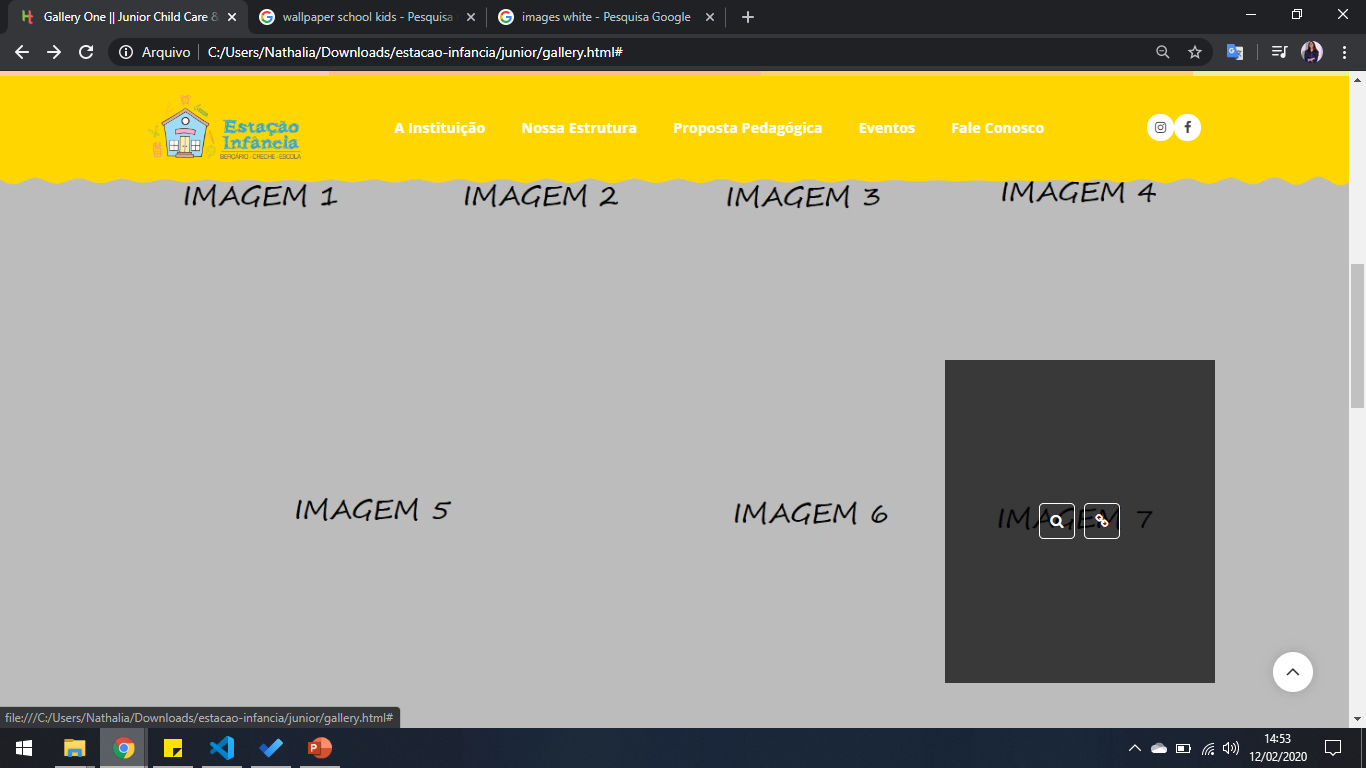 Gallery One || Junior Child Care &
wallpaper school kids - Pesquisa
images white - Pesquisa Google
Arquivo
C:/Users/Nathalia/Downloads/estacao-infancia/junior/gallery.html#
Estação
Infância
BERÇÁRIO · CRECHE · ESCOLA
A Instituição
Nossa Estrutura
Proposta Pedagógica
Eventos
Fale Conosco
IMAGEM 1
IMAGEM 2
IMAGEM 3
IMAGEM 4
IMAGEM 5
IMAGEM 6
IMAGEM 7
file:///C:/Users/Nathalia/Downloads/estacao-infancia/junior/gallery.html#
14:53
12/02/2020